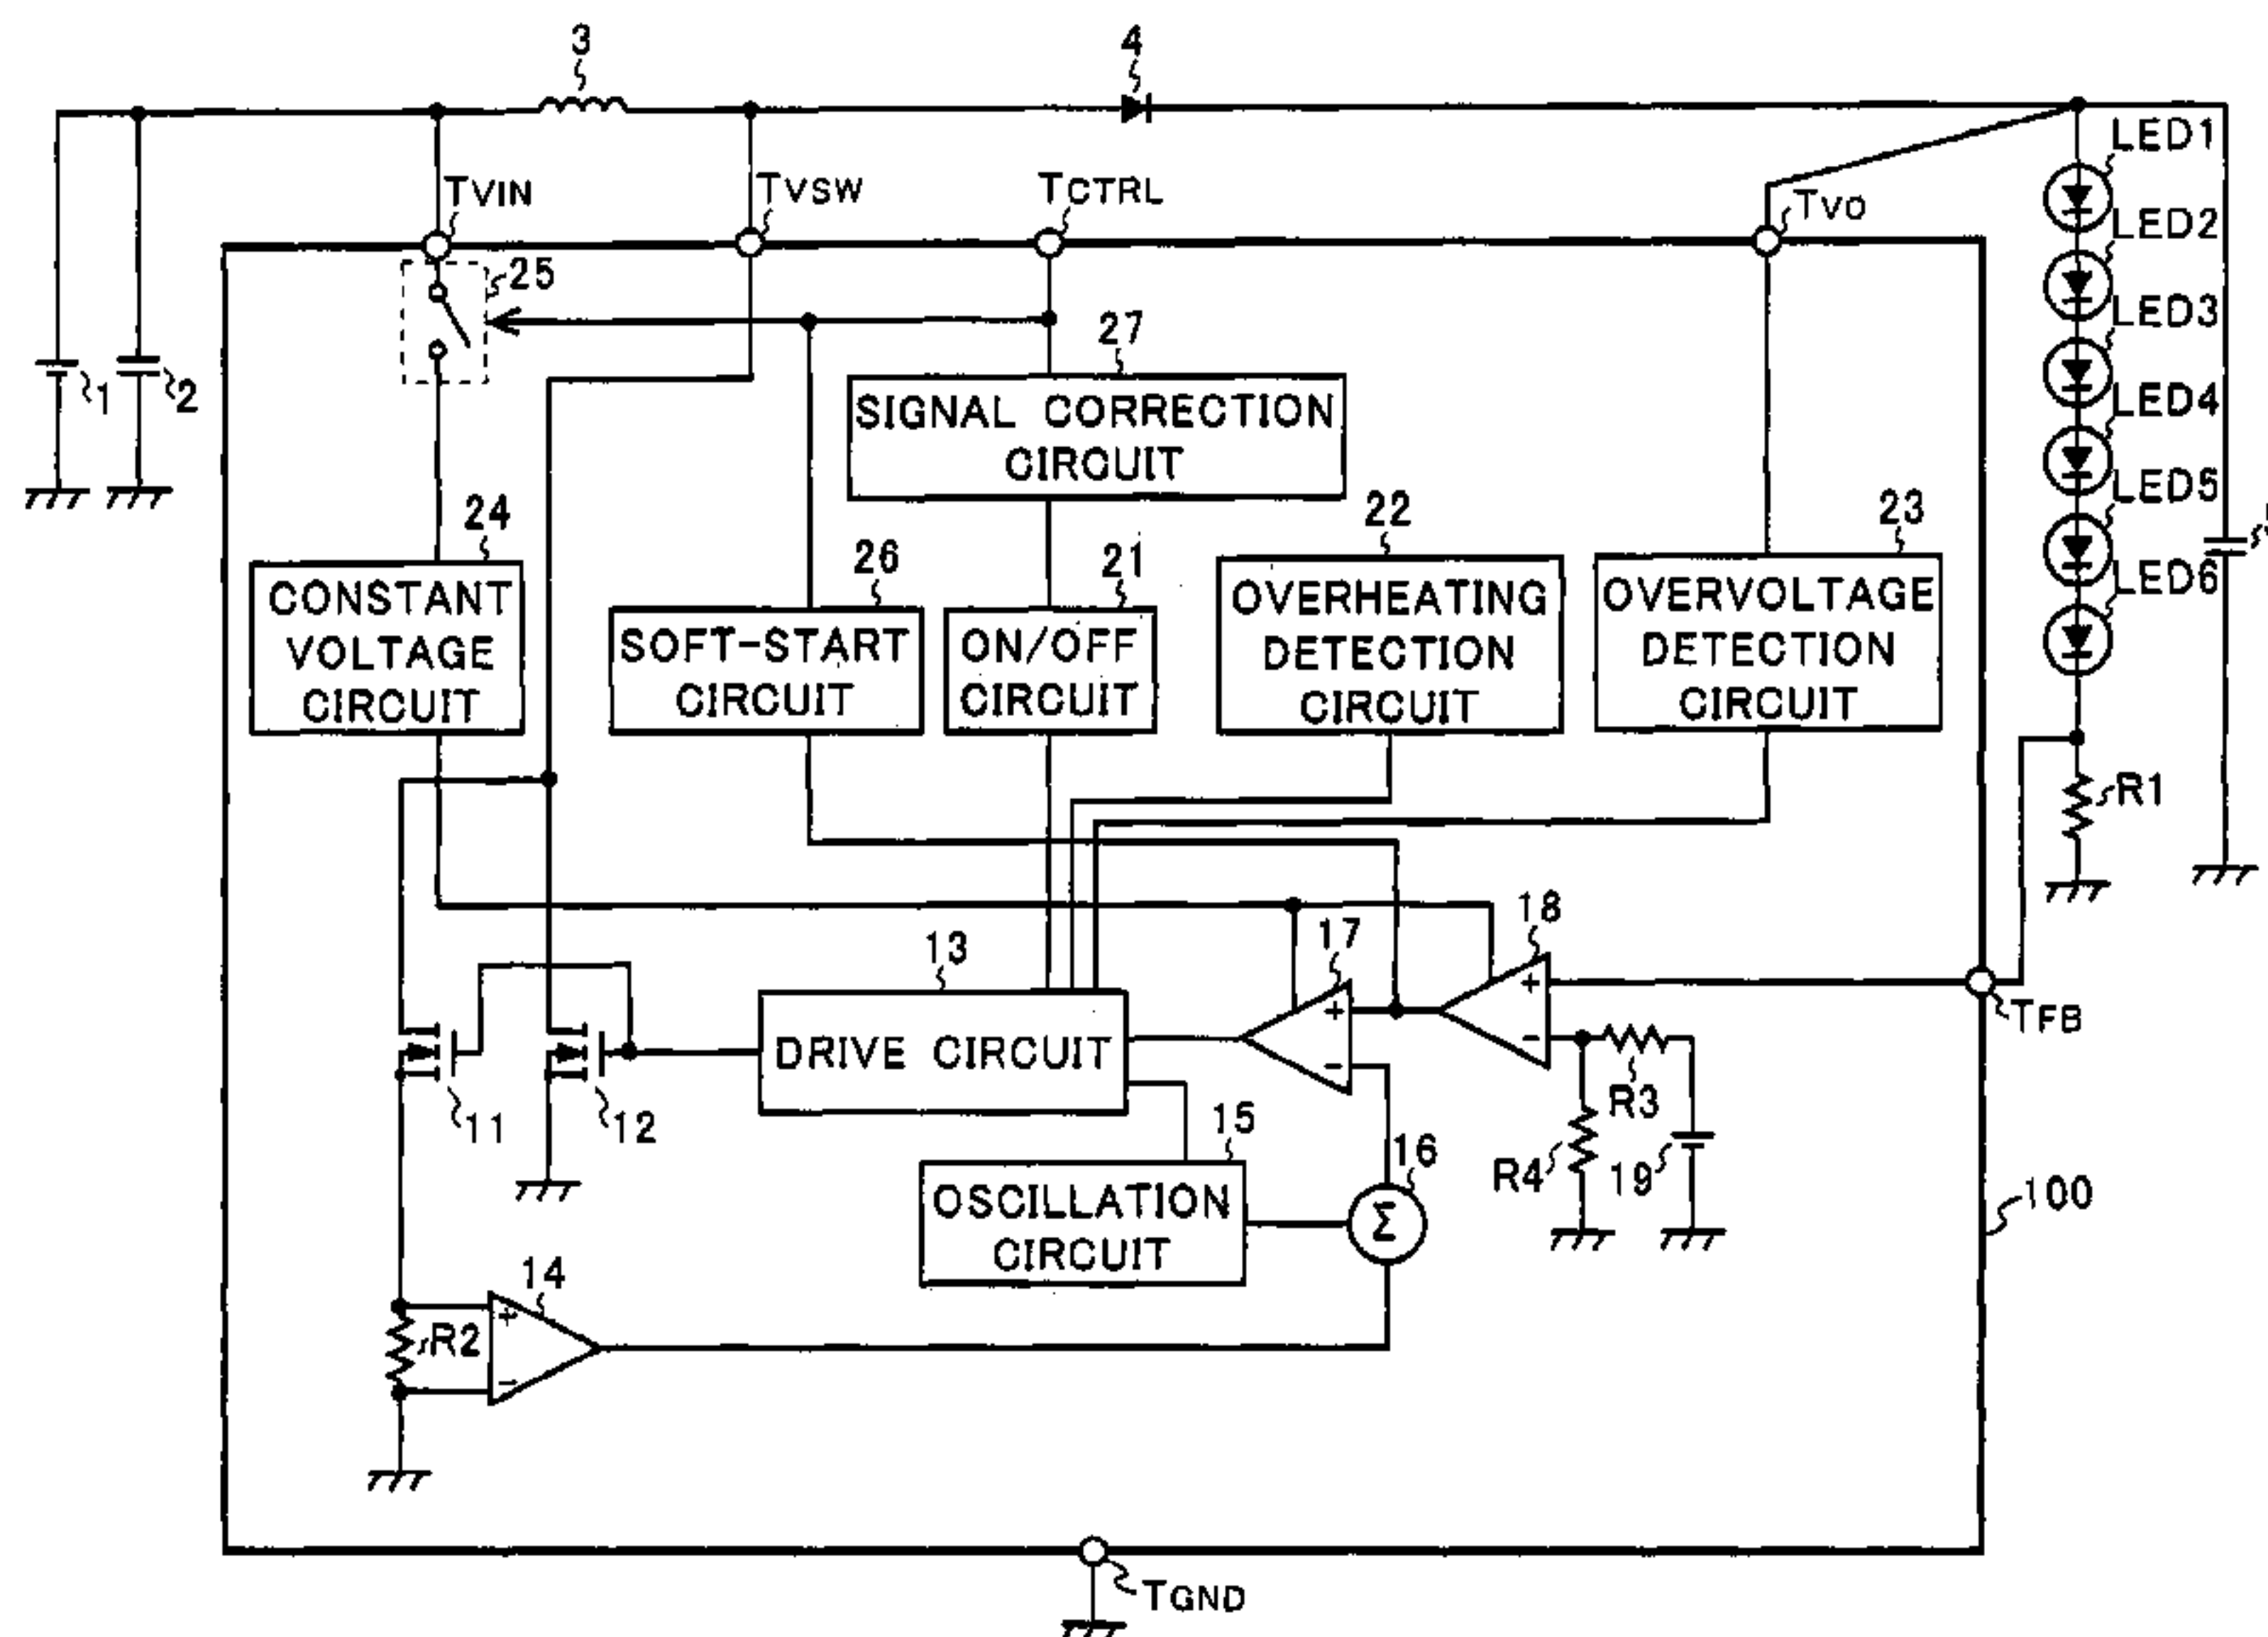 3
4
LED1
TVIN
TVSW
TCTRL
TVO
LED2
25
LED3
27
1
2
SIGNAL CORRECTION
CIRCUIT
LED4
LED5
24
22
23
26
21
LED6
CONSTANT
VOLTAGE
CIRCUIT
SOFT-START
CIRCUIT
ON/OFF
CIRCUIT
OVERHEATING
DETECTION
CIRCUIT
OVERVOLTAGE
DETECTION
CIRCUIT
R1
18
17
13
+
+
TFB
DRIVE CIRCUIT
-
-
R3
11
12
15
16
R4
19
100
OSCILLATION
CIRCUIT
Σ
14
+
R2
-
TGND